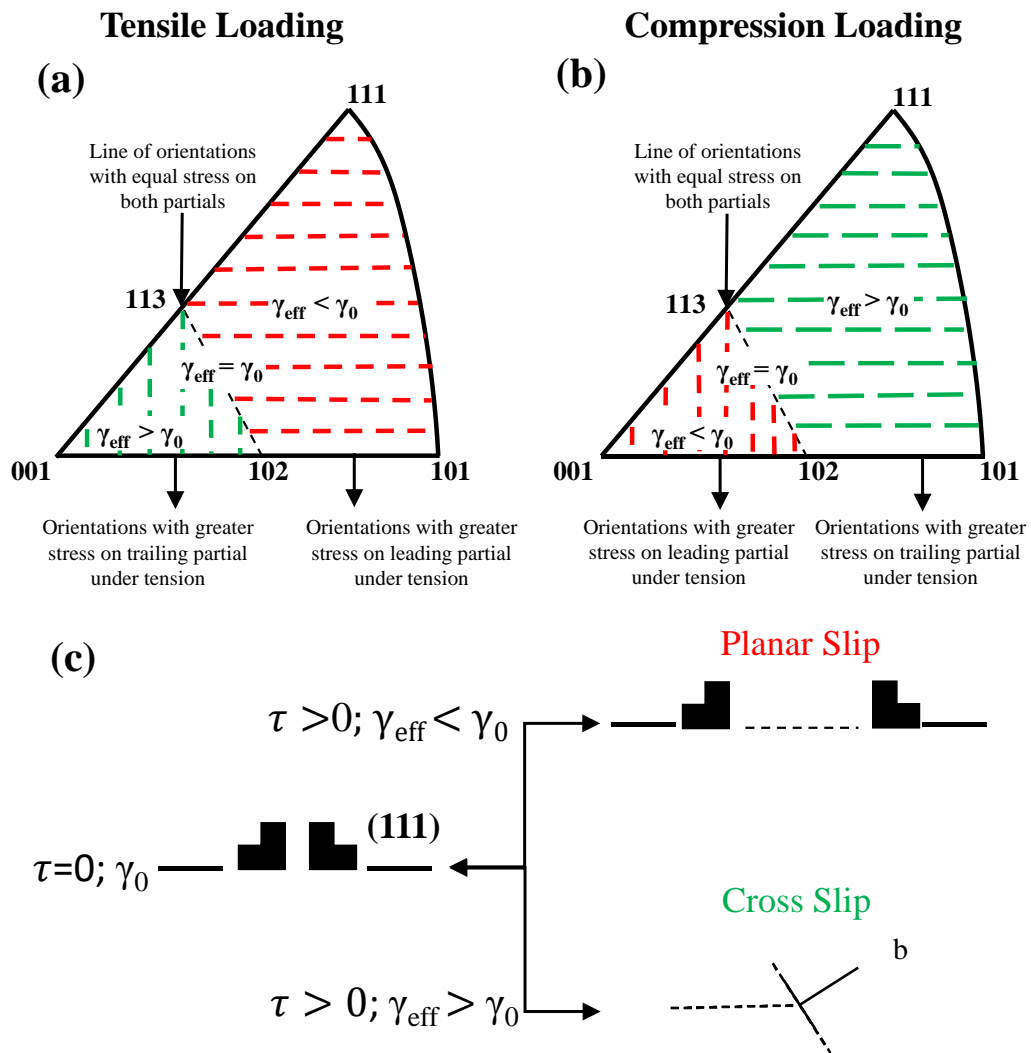 Tensile Loading
Compression Loading
(a)
(b)
111
111
Line of orientations
with equal stress on
both partials
Line of orientations
with equal stress on
both partials
113
γeff < γ0
113
γeff > γ0
γeff = γ0
γeff = γ0
γeff > γ0
γeff < γ0
001
102
101
001
102
101
Orientations with greater
stress on trailing partial
under tension
Orientations with greater
stress on leading partial
under tension
Orientations with greater
stress on leading partial
under tension
Orientations with greater
stress on trailing partial
under tension
(c)
Planar Slip
τ >0; γeff < γ0
(111)
τ=0; γ0
Cross Slip
b
τ > 0; γeff > γ0